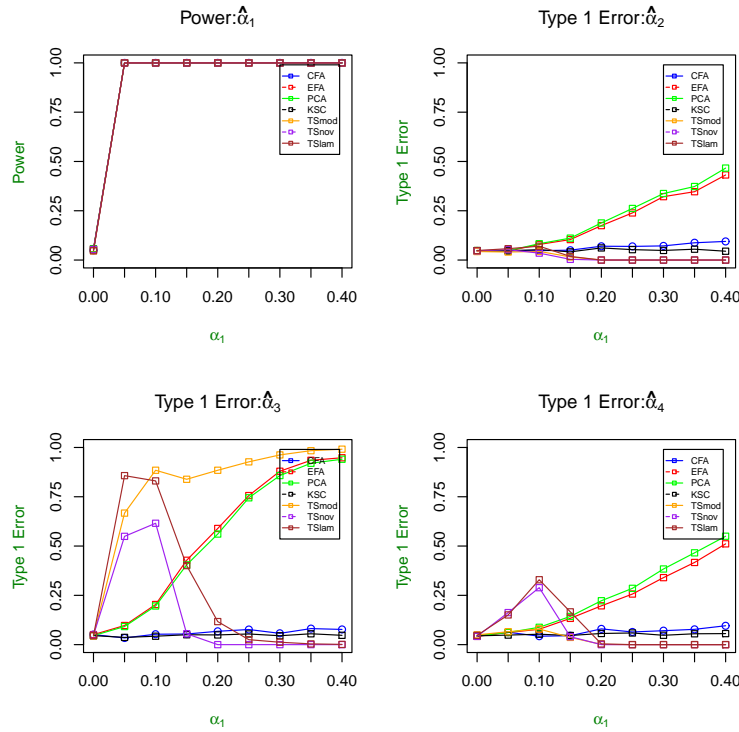 Power:α̂₁
Power
1.00
0.75
0.50
0.25
0.00
CFA
EFA
PCA
KSC
TSmod
TSnov
TSlam
0.00
0.10
0.20
0.30
0.40
α₁
Type 1 Error:α̂₂
Type 1 Error
1.00
0.75
0.50
0.25
0.00
CFA
EFA
PCA
KSC
TSmod
TSnov
TSlam
0.00
0.10
0.20
0.30
0.40
α₁
Type 1 Error:α̂₃
Type 1 Error
1.00
0.75
0.50
0.25
0.00
CFA
EFA
PCA
KSC
TSmod
TSnov
TSlam
0.00
0.10
0.20
0.30
0.40
α₁
Type 1 Error:α̂₄
Type 1 Error
1.00
0.75
0.50
0.25
0.00
CFA
EFA
PCA
KSC
TSmod
TSnov
TSlam
0.00
0.10
0.20
0.30
0.40
α₁